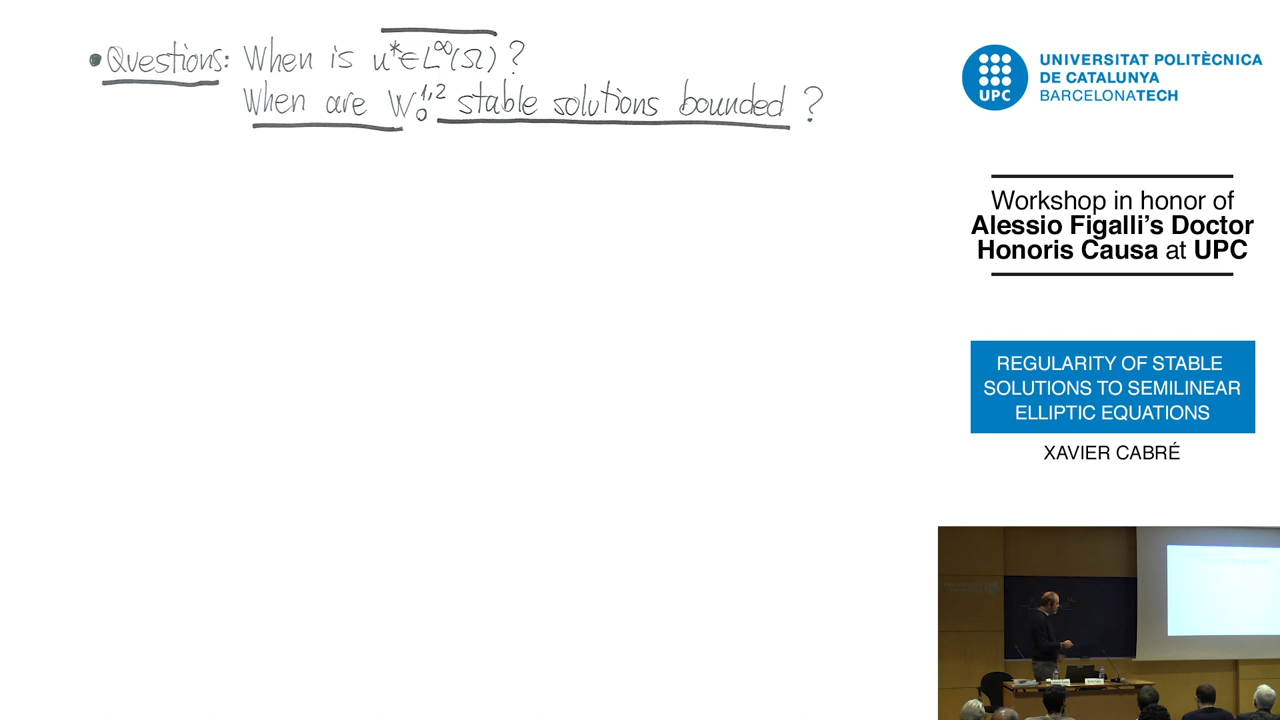 • Questions: When is u* ∈ L^∞(Ω) ?
When are W_0^{1,2} stable solutions bounded ?
UPC
UNIVERSITAT POLITÈCNICA
DE CATALUNYA
BARCELONATECH
Workshop in honor of
Alessio Figalli's Doctor
Honoris Causa at UPC
REGULARITY OF STABLE
SOLUTIONS TO SEMILINEAR
ELLIPTIC EQUATIONS
XAVIER CABRÉ